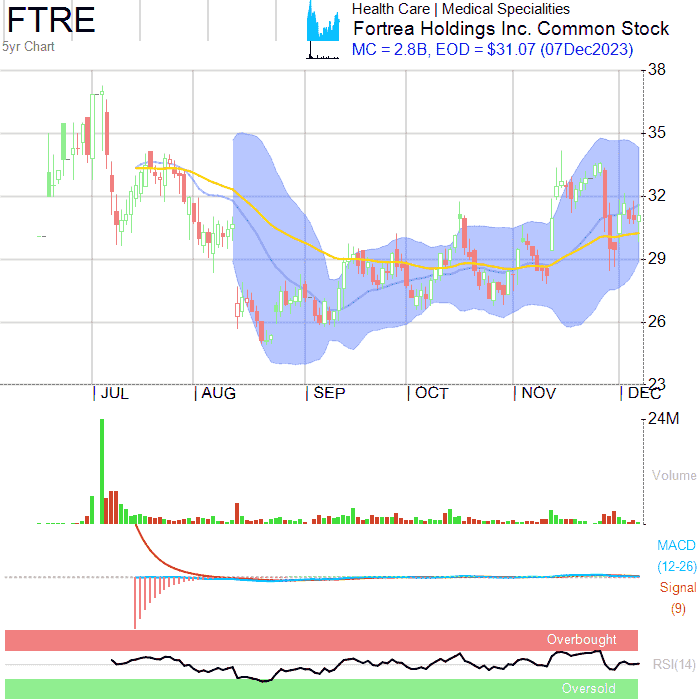 FTRE
5yr Chart
Health Care | Medical Specialities
Fortrea Holdings Inc. Common Stock
MC = 2.8B, EOD = $31.07 (07Dec2023)
38
35
32
29
26
23
JUL AUG SEP OCT NOV DEC
24M
Volume
MACD
(12-26)
Signal
(9)
Overbought
RSI(14)
Oversold